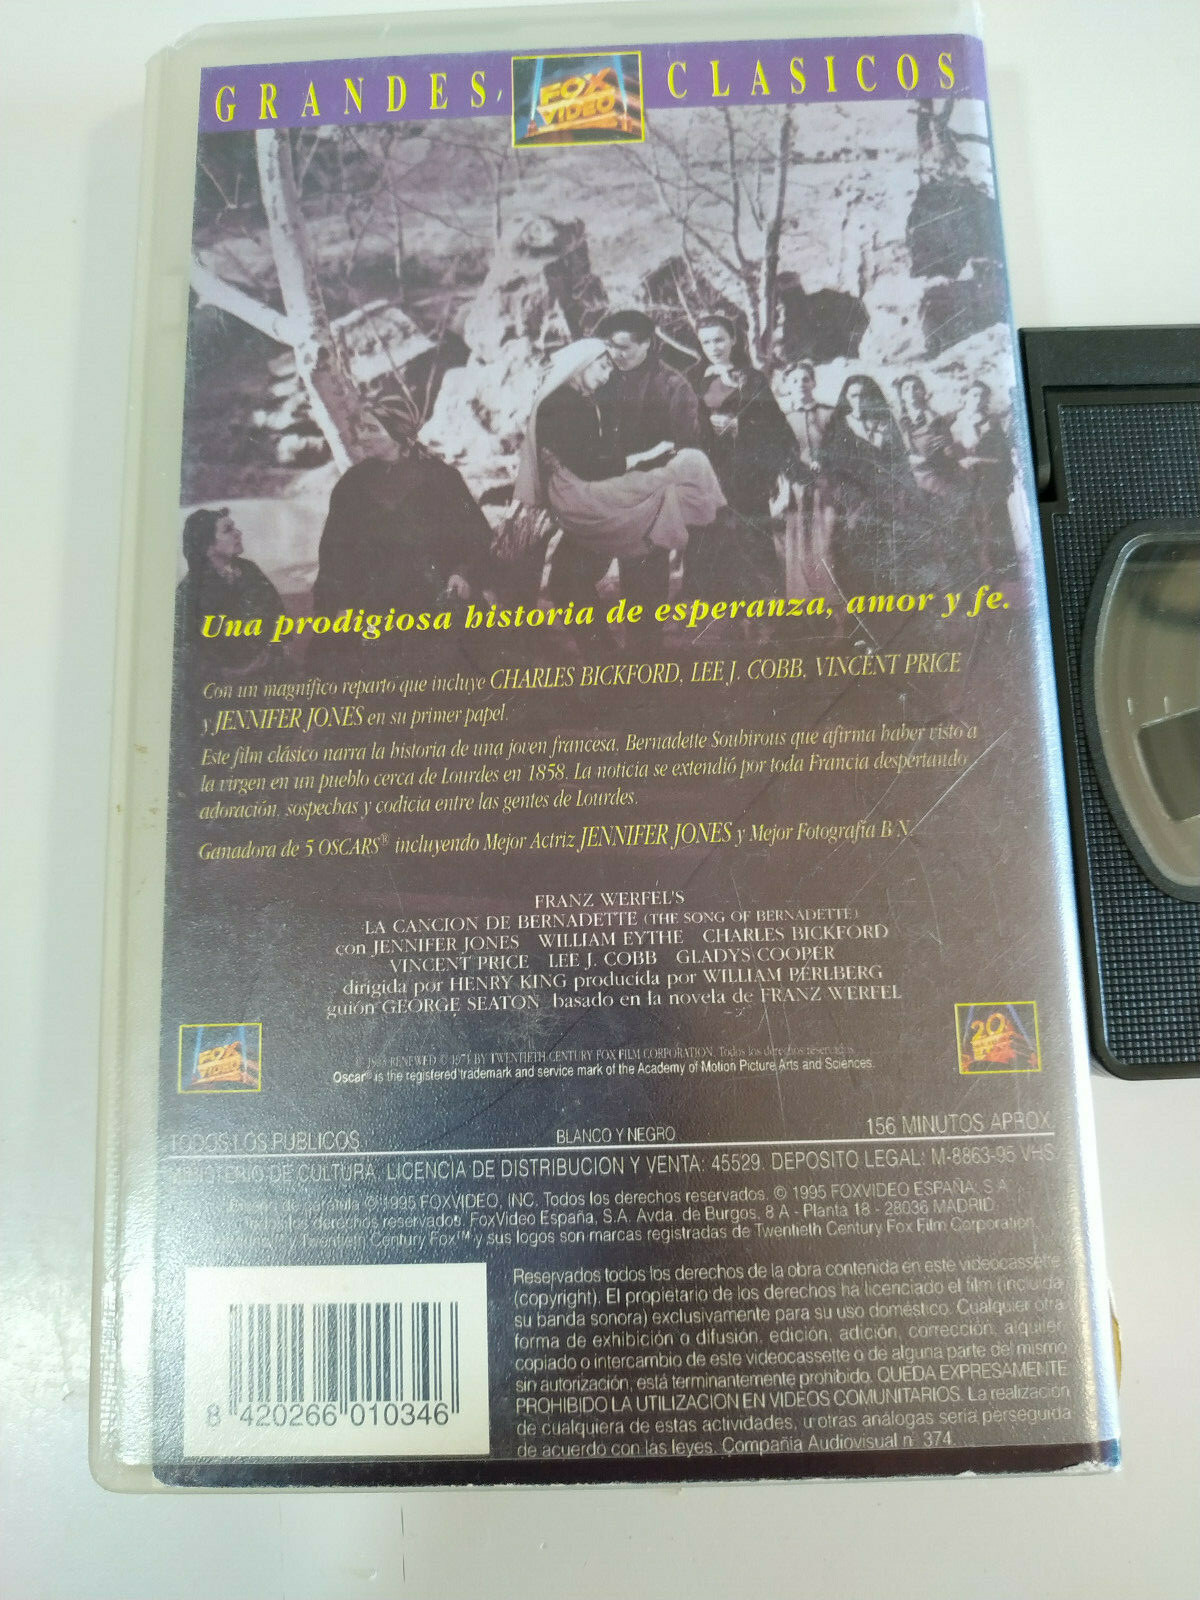 GRANDES CLASICOS
FOX
VIDEO
Una prodigiosa historia de esperanza, amor y fe.
Con un magnífico reparto que incluye CHARLES BICKFORD, LEE J. COBB, VINCENT PRICE
y JENNIFER JONES en su primer papel.
Este film clásico narra la historia de una joven francesa, Bernadette Soubirous que afirma haber visto a
la virgen en un pueblo cerca de Lourdes en 1858. La noticia se extendió por toda Francia despertando
adoración, sospechas y codicia entre las gentes de Lourdes.
Ganadora de 5 OSCARS® incluyendo Mejor Actriz JENNIFER JONES y Mejor Fotografía B N.
FRANZ WERFEL'S
LA CANCION DE BERNADETTE (THE SONG OF BERNADETTE)
con JENNIFER JONES WILLIAM EYTHE CHARLES BICKFORD
VINCENT PRICE LEE J. COBB GLADYS COOPER
dirigida por HENRY KING producida por WILLIAM PERLBERG
guión GEORGE SEATON basado en la novela de FRANZ WERFEL
FOX
VIDEO
20
RENEWED © 1971 BY TWENTIETH CENTURY FOX FILM CORPORATION. Todos los derechos reservados
Oscar® is the registered trademark and service mark of the Academy of Motion Picture Arts and Sciences.
TODOS LOS PUBLICOS BLANCO Y NEGRO 156 MINUTOS APROX.
MINISTERIO DE CULTURA. LICENCIA DE DISTRIBUCION Y VENTA: 45529. DEPOSITO LEGAL: M-8863-95 VHS
de carátula © 1995 FOXVIDEO, INC. Todos los derechos reservados. © 1995 FOXVIDEO ESPAÑA, S.A.
Todos los derechos reservados. FoxVideo España, S.A. Avda. de Burgos, 8 A - Planta 18 - 28036 MADRID
y Twentieth Century Fox™ y sus logos son marcas registradas de Twentieth Century Fox Film Corporation.
Reservados todos los derechos de la obra contenida en este videocassette
(copyright). El propietario de los derechos ha licenciado el film (incluida
su banda sonora) exclusivamente para su uso doméstico. Cualquier otra
forma de exhibición o difusión, edición, adición, corrección, alquiler,
copiado o intercambio de este videocassette o de alguna parte del mismo
sin autorización, está terminantemente prohibido. QUEDA EXPRESAMENTE
PROHIBIDO LA UTILIZACION EN VIDEOS COMUNITARIOS. La realización
de cualquiera de estas actividades, u otras análogas sería perseguida
de acuerdo con las leyes. Compañía Audiovisual n. 374.
8 420266 010346